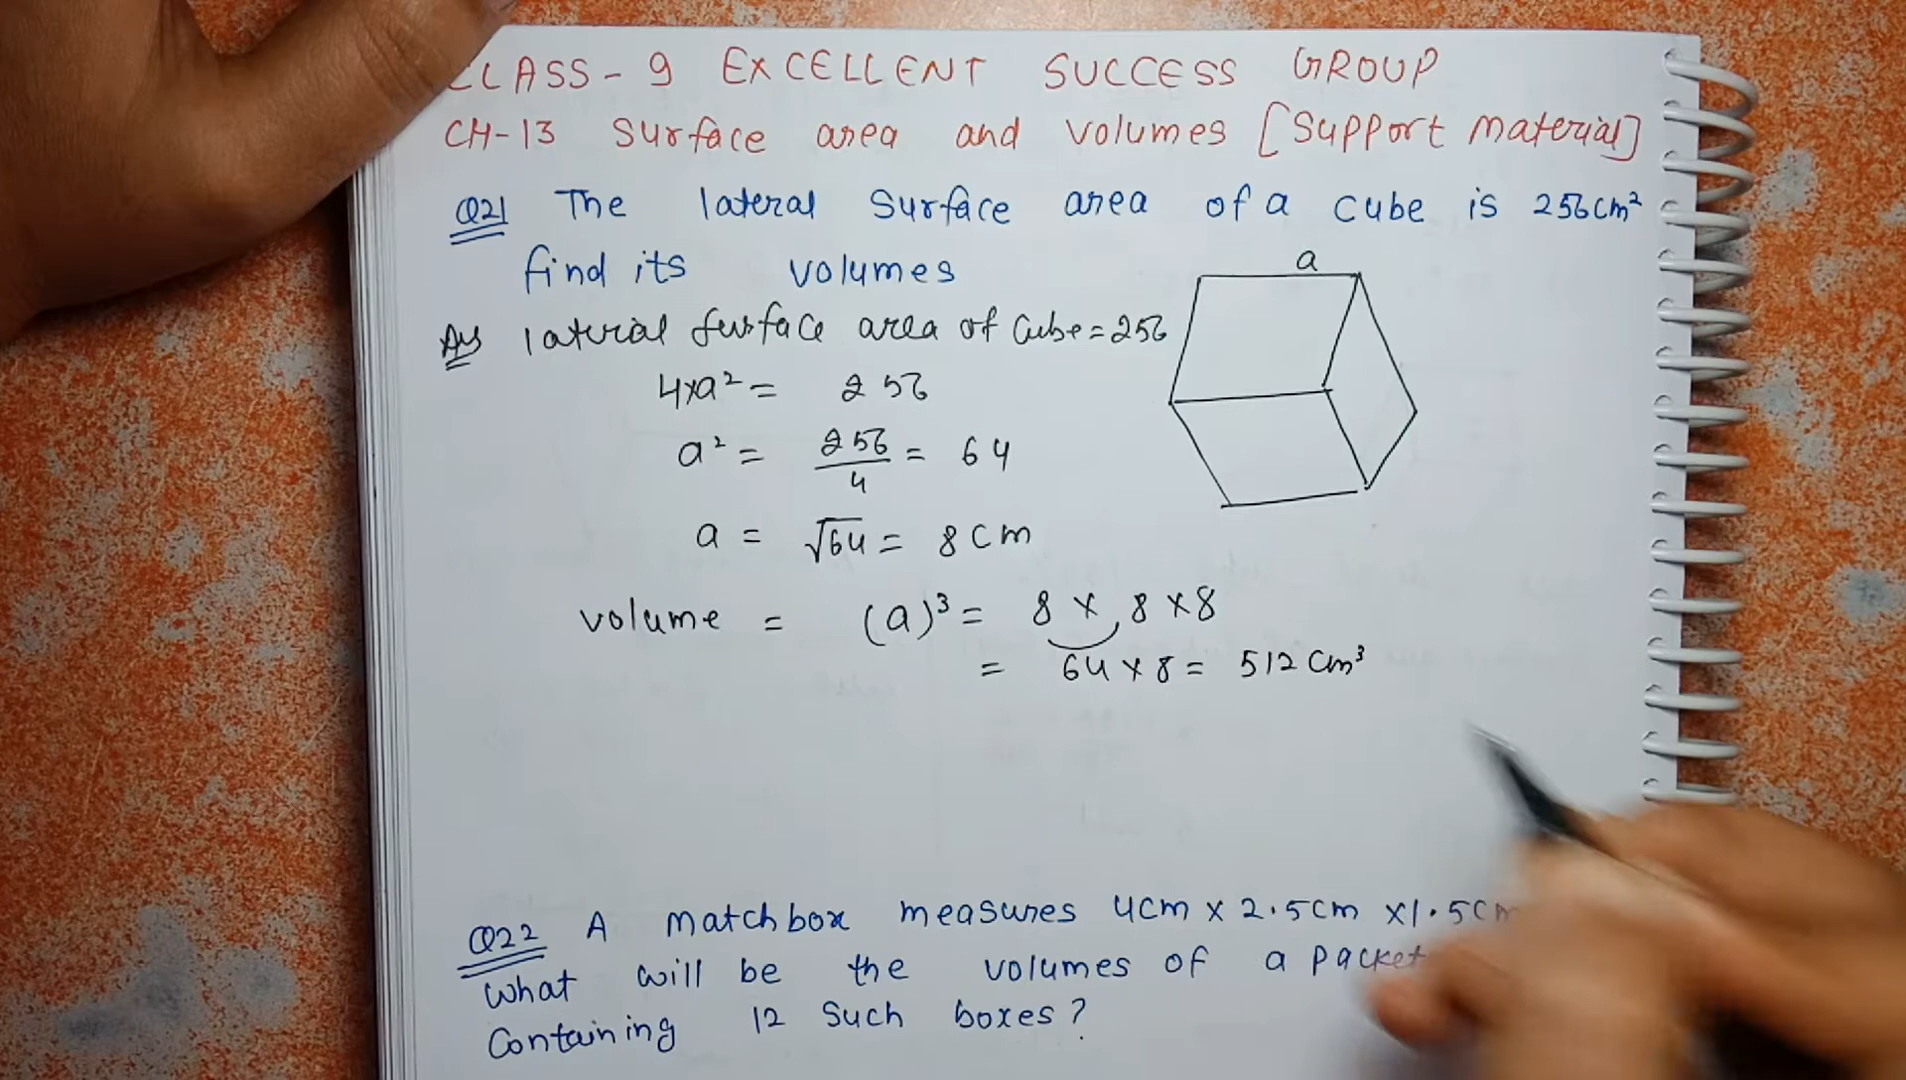 CLASS - 9 EXCELLENT SUCCESS GROUP
CH-13 Surface area and volumes [Support material]
Q21 The lateral Surface area of a cube is 256cm²
find its volumes
a
Ans laterial surface area of Cube = 256
4×a² = 256
a² = 256/4 = 64
a = √64 = 8cm
volume = (a)³ = 8 × 8 × 8
= 64 × 8 = 512 Cm³
Q22 A matchbox measures 4cm × 2.5cm × 1.5cm
What will be the volumes of a packet
Containing 12 Such boxes?